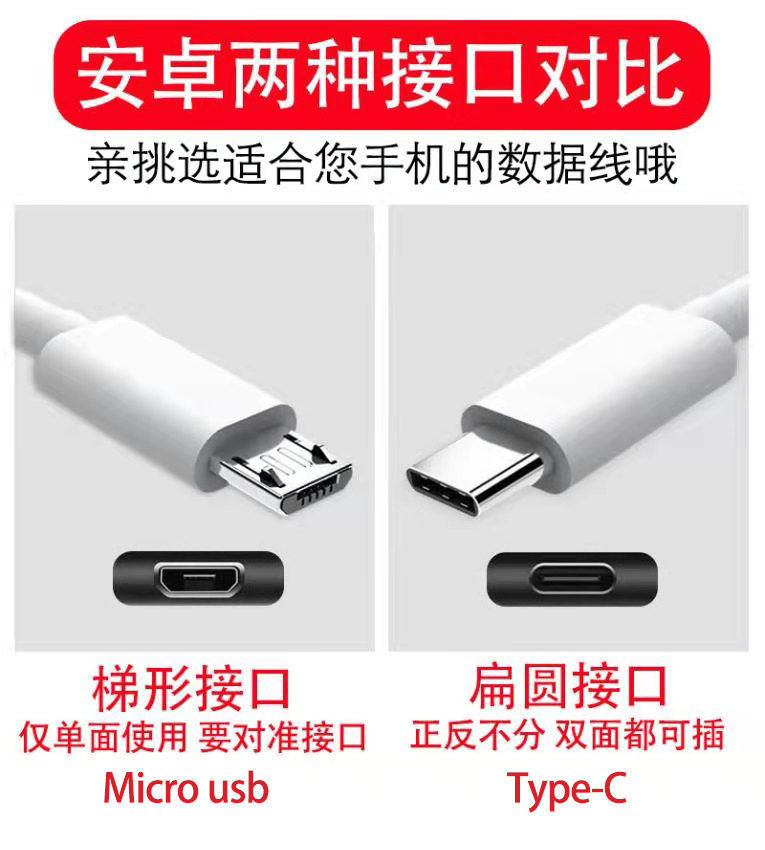 安卓两种接口对比
亲挑选适合您手机的数据线哦
梯形接口
仅单面使用 要对准接口
Micro usb
扁圆接口
正反不分 双面都可插
Type-C